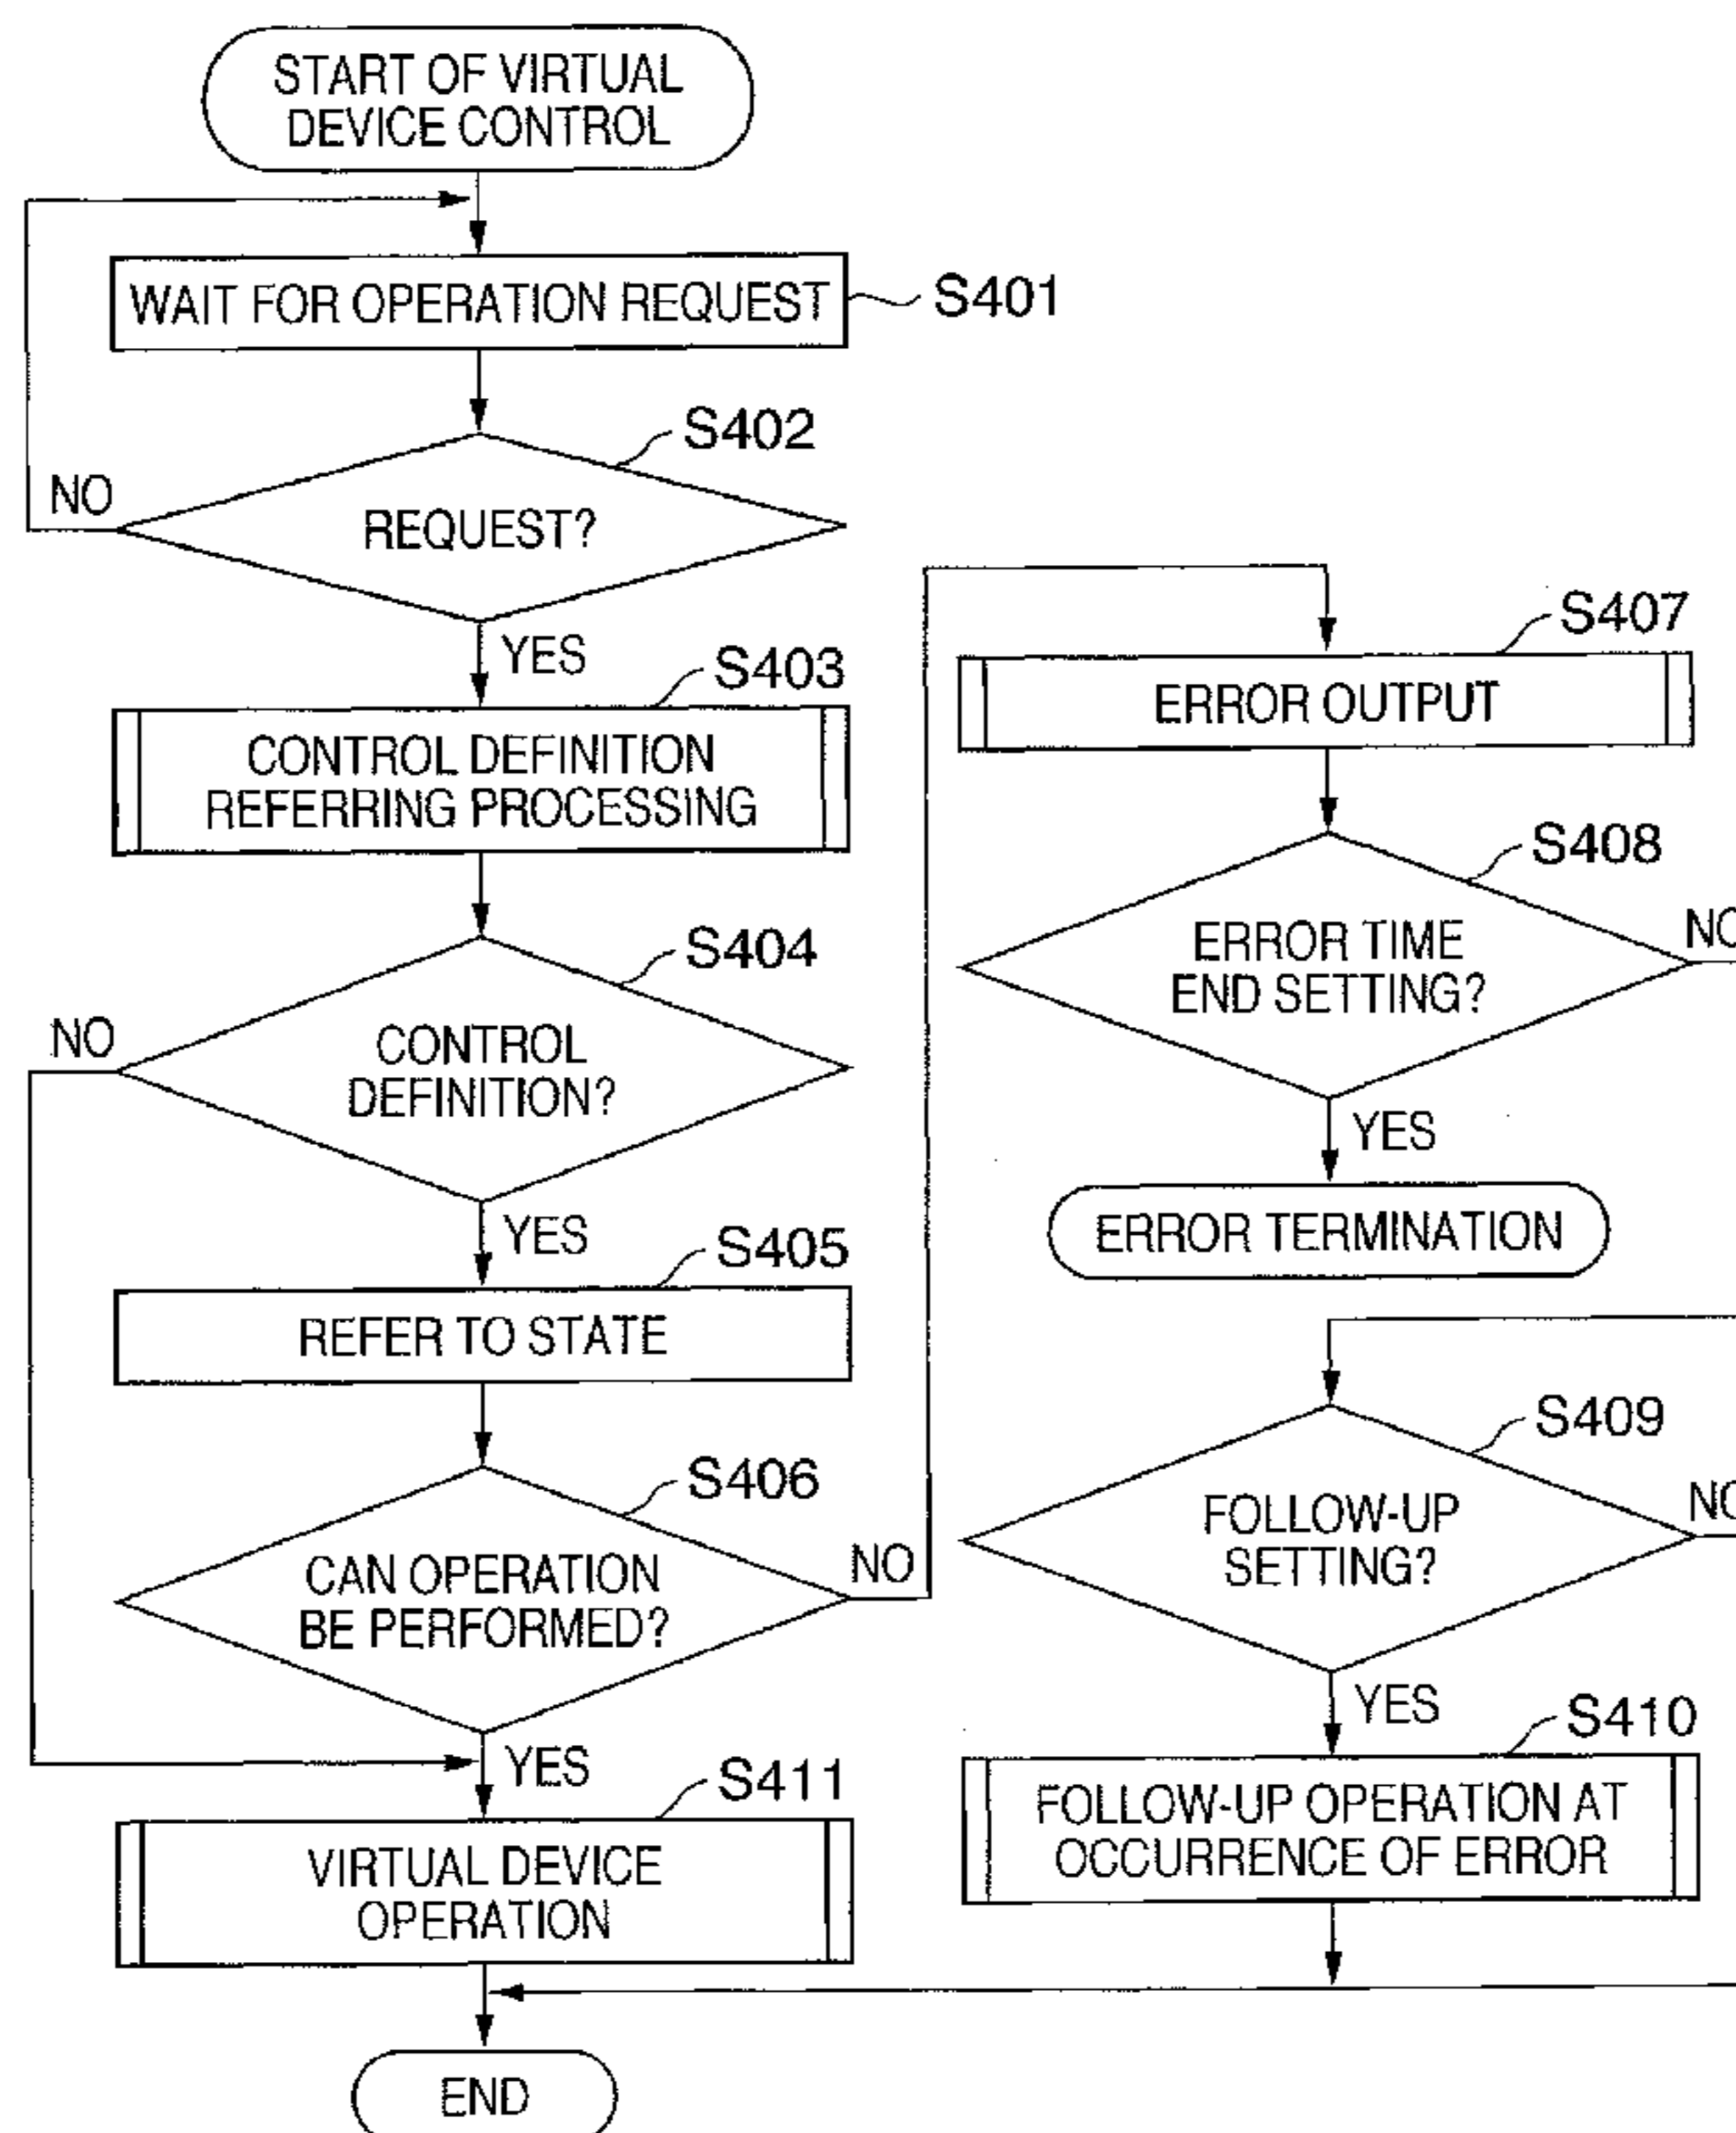 START OF VIRTUAL
DEVICE CONTROL
WAIT FOR OPERATION REQUEST
S401
S402
NO
REQUEST?
YES
S403
CONTROL DEFINITION
REFERRING PROCESSING
S404
NO
CONTROL
DEFINITION?
YES
S405
REFER TO STATE
S406
CAN OPERATION
BE PERFORMED?
NO
YES
S411
VIRTUAL DEVICE
OPERATION
END
S407
ERROR OUTPUT
S408
ERROR TIME
END SETTING?
NO
YES
ERROR TERMINATION
S409
FOLLOW-UP
SETTING?
NO
YES
S410
FOLLOW-UP OPERATION AT
OCCURRENCE OF ERROR